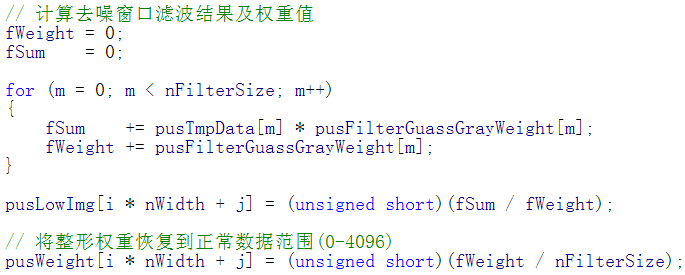 // 计算去噪窗口滤波结果及权重值
fWeight = 0;
fSum    = 0;
for (m = 0; m < nFilterSize; m++)
{
    fSum    += pusTmpData[m] * pusFilterGuassGrayWeight[m];
    fWeight += pusFilterGuassGrayWeight[m];
}
pusLowImg[i * nWidth + j] = (unsigned short)(fSum / fWeight);
// 将整形权重恢复到正常数据范围(0-4096)
pusWeight[i * nWidth + j] = (unsigned short)(fWeight / nFilterSize);